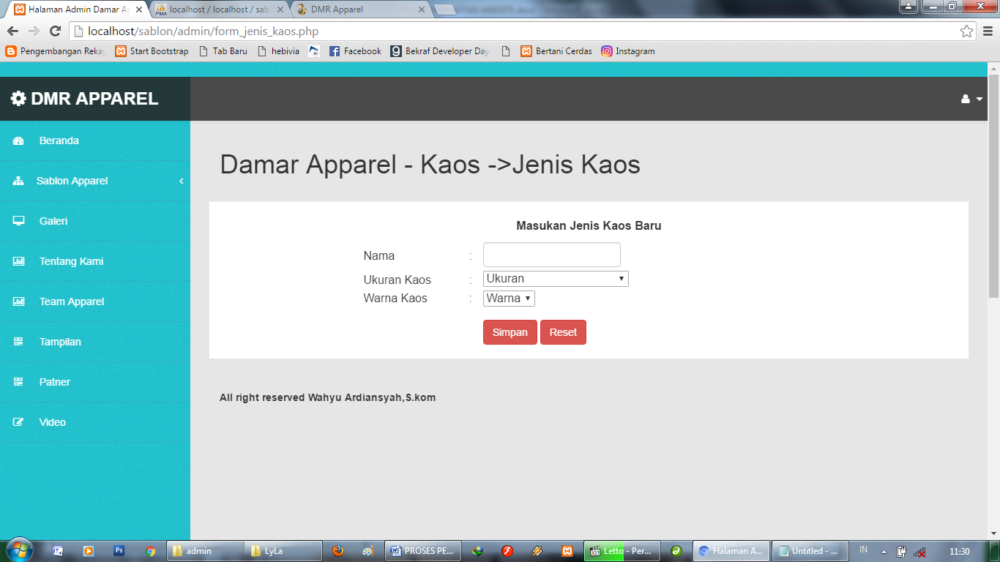 Halaman Admin Damar A
localhost / localhost / sab
DMR Apparel
localhost/sablon/admin/form_jenis_kaos.php
Pengembangan Reka
Start Bootstrap
Tab Baru
hebivia
Facebook
Bekraf Developer Day
Bertani Cerdas
Instagram
DMR APPAREL
Beranda
Sablon Apparel
Galeri
Tentang Kami
Team Apparel
Tampilan
Patner
Video
Damar Apparel - Kaos ->Jenis Kaos
Masukan Jenis Kaos Baru
Nama :
Ukuran Kaos : Ukuran
Warna Kaos : Warna
Simpan Reset
All right reserved Wahyu Ardiansyah,S.kom
admin
LyLa
PROSES PE...
Letto - Per...
Halaman A...
Untitled - ...
IN
11:30